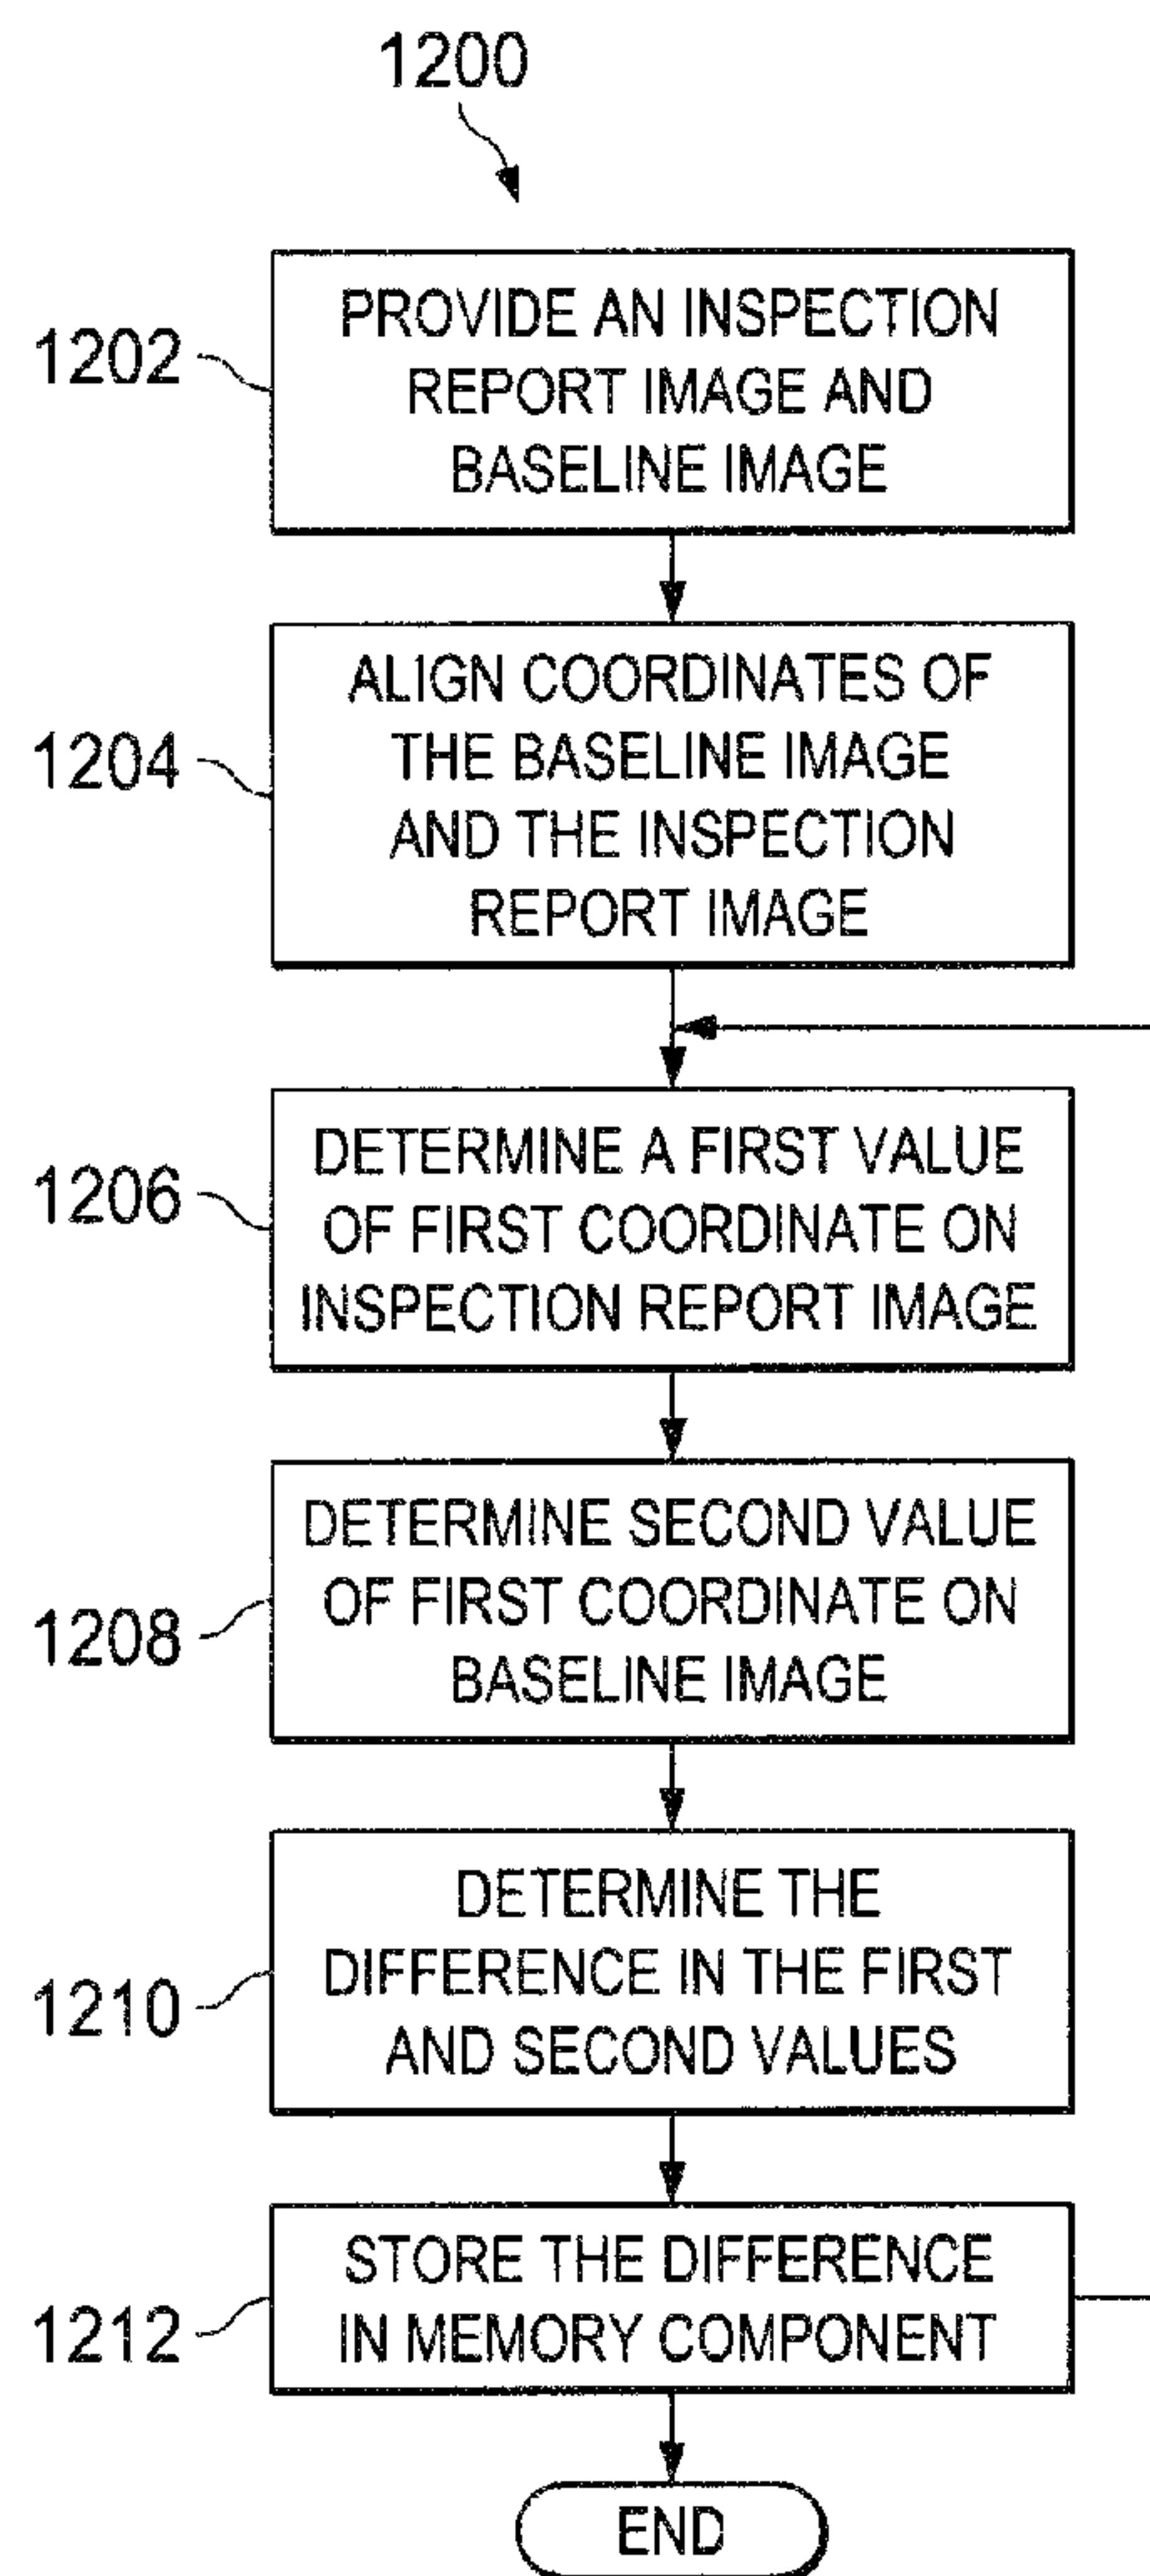 1200
1202
PROVIDE AN INSPECTION
REPORT IMAGE AND
BASELINE IMAGE
1204
ALIGN COORDINATES OF
THE BASELINE IMAGE
AND THE INSPECTION
REPORT IMAGE
1206
DETERMINE A FIRST VALUE
OF FIRST COORDINATE ON
INSPECTION REPORT IMAGE
1208
DETERMINE SECOND VALUE
OF FIRST COORDINATE ON
BASELINE IMAGE
1210
DETERMINE THE
DIFFERENCE IN THE FIRST
AND SECOND VALUES
1212
STORE THE DIFFERENCE
IN MEMORY COMPONENT
END